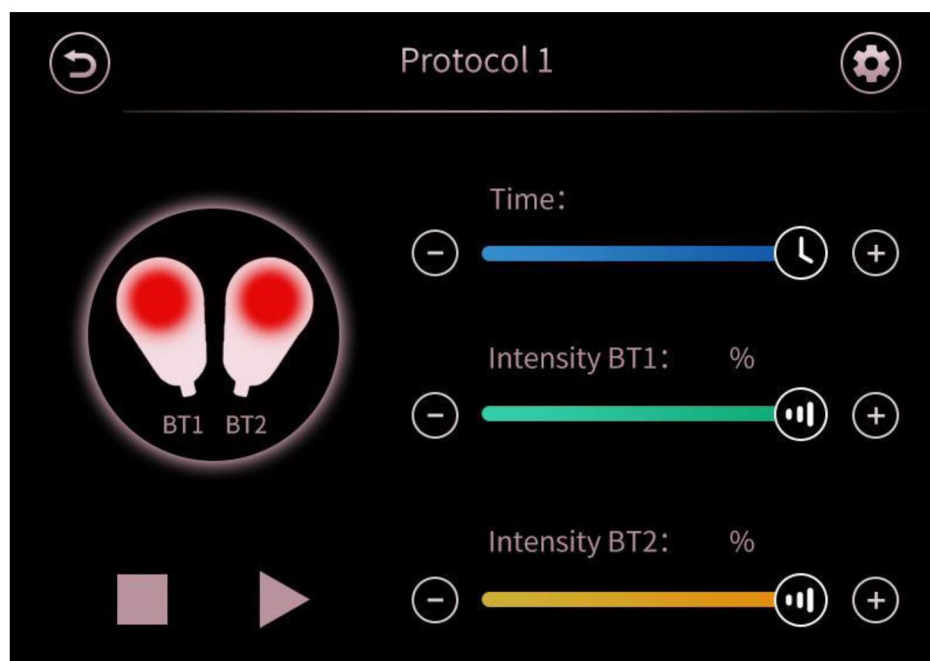 Protocol 1
Time:
Intensity BT1: %
BT1 BT2
Intensity BT2: %